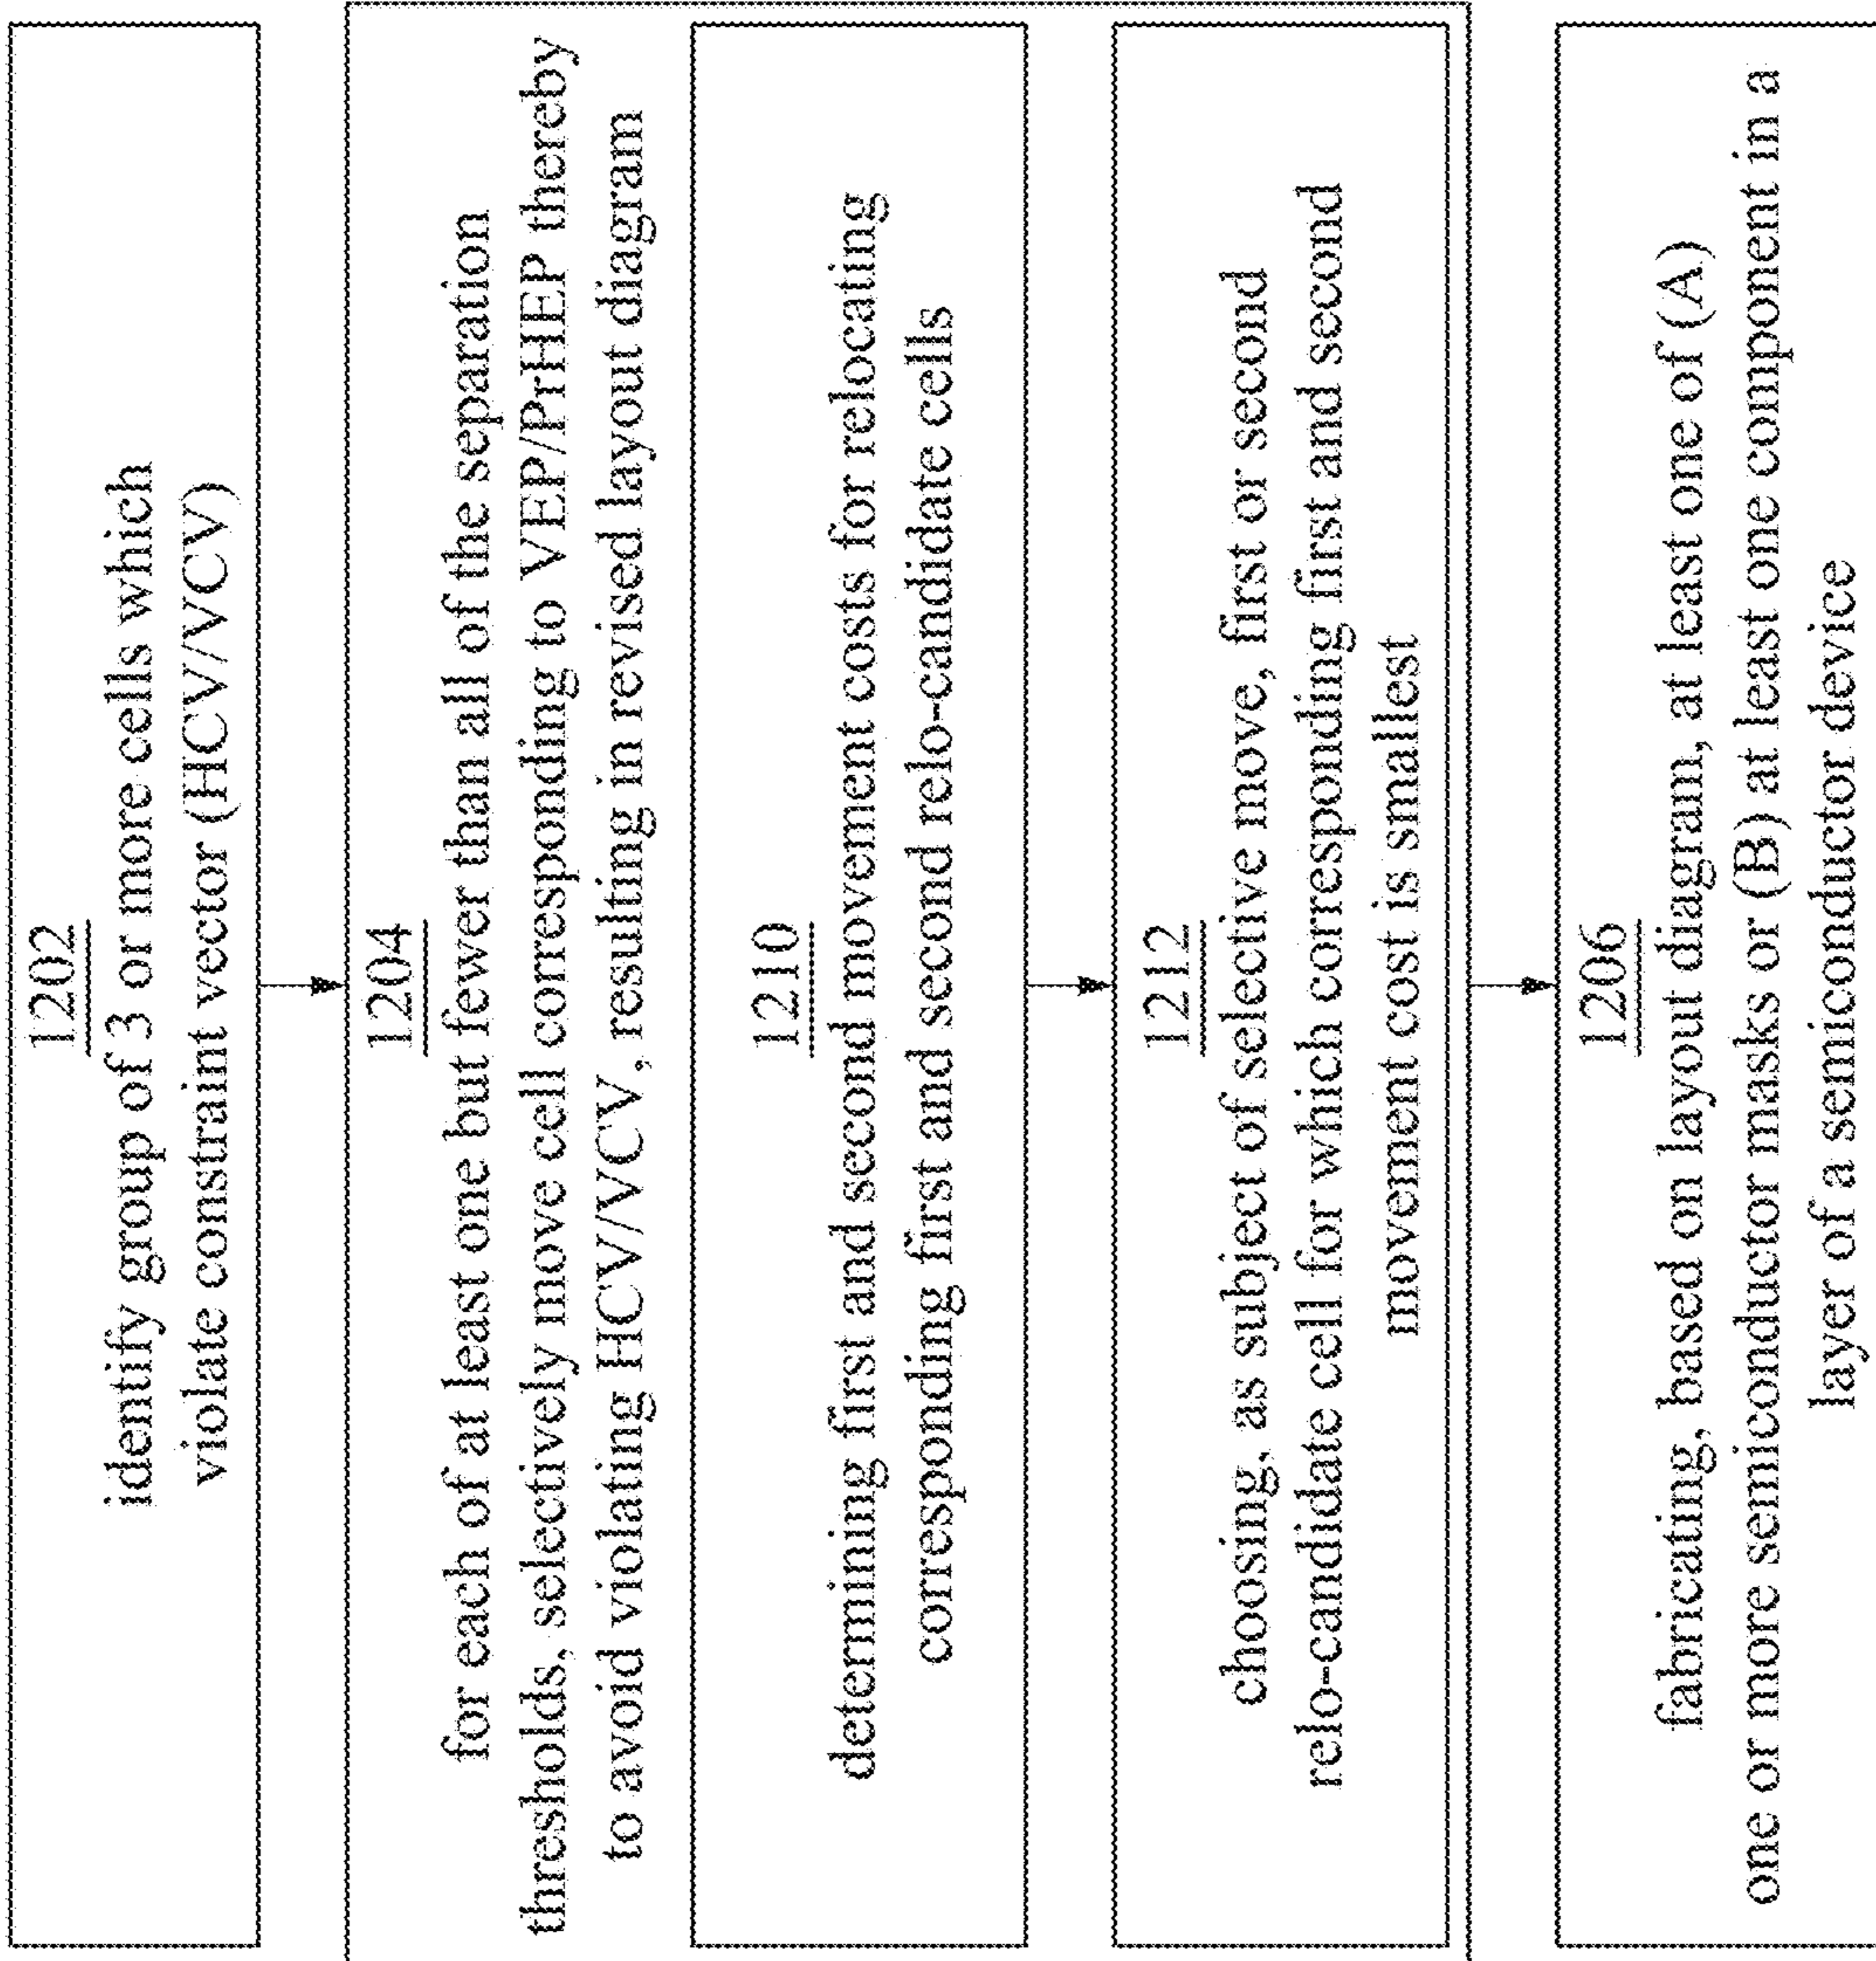 1202
identify group of 3 or more cells which
violate constraint vector (HCV/VCV)
1204
for each of at least one but fewer than all of the separation
thresholds, selectively move cell corresponding to VEP/PrHEP thereby
to avoid violating HCV/VCV, resulting in revised layout diagram
1210
determining first and second movement costs for relocating
corresponding first and second relo-candidate cells
1212
choosing, as subject of selective move, first or second
relo-candidate cell for which corresponding first and second
movement cost is smallest
1206
fabricating, based on layout diagram, at least one of (A)
one or more semiconductor masks or (B) at least one component in a
layer of a semiconductor device